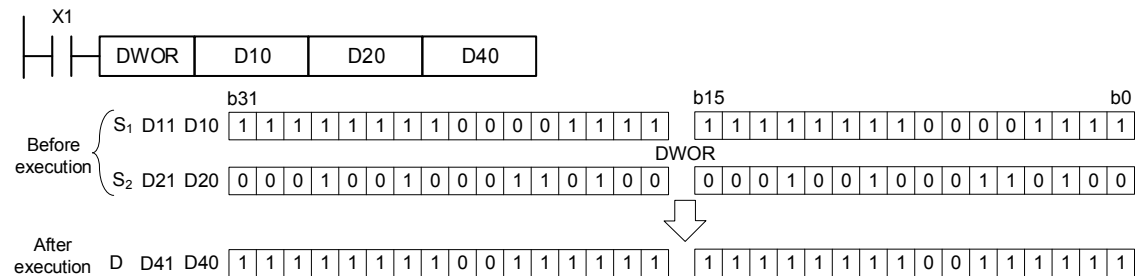 X1
DWOR D10 D20 D40
b31 b15 b0
S1 D11 D10 1 1 1 1 1 1 1 1 0 0 0 0 1 1 1 1 1 1 1 1 1 1 1 1 0 0 0 0 1 1 1 1
Before
execution
DWOR
S2 D21 D20 0 0 0 1 0 0 1 0 0 0 1 1 0 1 0 0 0 0 0 1 0 0 1 0 0 0 1 1 0 1 0 0
After
execution D D41 D40 1 1 1 1 1 1 1 1 0 0 1 1 1 1 1 1 1 1 1 1 1 1 1 1 0 0 1 1 1 1 1 1